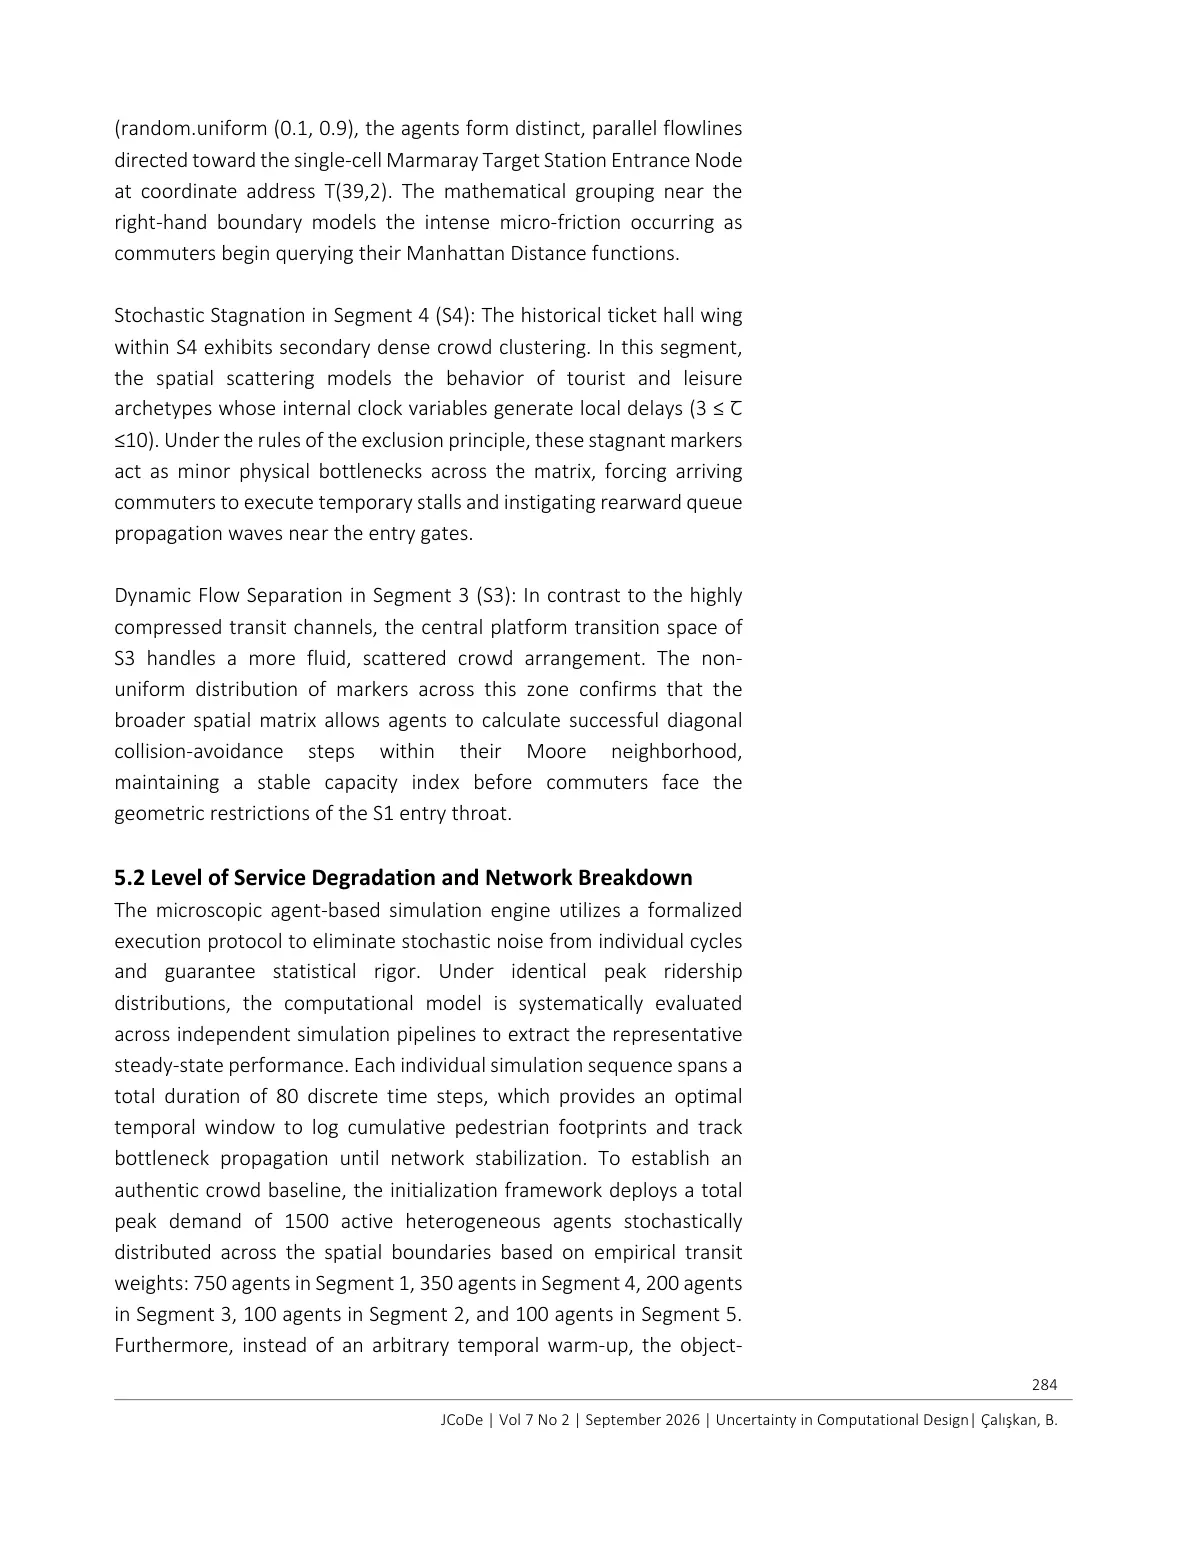 (random.uniform (0.1, 0.9), the agents form distinct, parallel flowlines
directed toward the single-cell Marmaray Target Station Entrance Node
at coordinate address T(39,2). The mathematical grouping near the
right-hand boundary models the intense micro-friction occurring as
commuters begin querying their Manhattan Distance functions.
Stochastic Stagnation in Segment 4 (S4): The historical ticket hall wing
within S4 exhibits secondary dense crowd clustering. In this segment,
the spatial scattering models the behavior of tourist and leisure
archetypes whose internal clock variables generate local delays (3 ≤ Ꞇ
≤10). Under the rules of the exclusion principle, these stagnant markers
act as minor physical bottlenecks across the matrix, forcing arriving
commuters to execute temporary stalls and instigating rearward queue
propagation waves near the entry gates.
Dynamic Flow Separation in Segment 3 (S3): In contrast to the highly
compressed transit channels, the central platform transition space of
S3 handles a more fluid, scattered crowd arrangement. The non-
uniform distribution of markers across this zone confirms that the
broader spatial matrix allows agents to calculate successful diagonal
collision-avoidance steps within their Moore neighborhood,
maintaining a stable capacity index before commuters face the
geometric restrictions of the S1 entry throat.
5.2 Level of Service Degradation and Network Breakdown
The microscopic agent-based simulation engine utilizes a formalized
execution protocol to eliminate stochastic noise from individual cycles
and guarantee statistical rigor. Under identical peak ridership
distributions, the computational model is systematically evaluated
across independent simulation pipelines to extract the representative
steady-state performance. Each individual simulation sequence spans a
total duration of 80 discrete time steps, which provides an optimal
temporal window to log cumulative pedestrian footprints and track
bottleneck propagation until network stabilization. To establish an
authentic crowd baseline, the initialization framework deploys a total
peak demand of 1500 active heterogeneous agents stochastically
distributed across the spatial boundaries based on empirical transit
weights: 750 agents in Segment 1, 350 agents in Segment 4, 200 agents
in Segment 3, 100 agents in Segment 2, and 100 agents in Segment 5.
Furthermore, instead of an arbitrary temporal warm-up, the object-
284
JCoDe | Vol 7 No 2 | September 2026 | Uncertainty in Computational Design| Çalışkan, B.